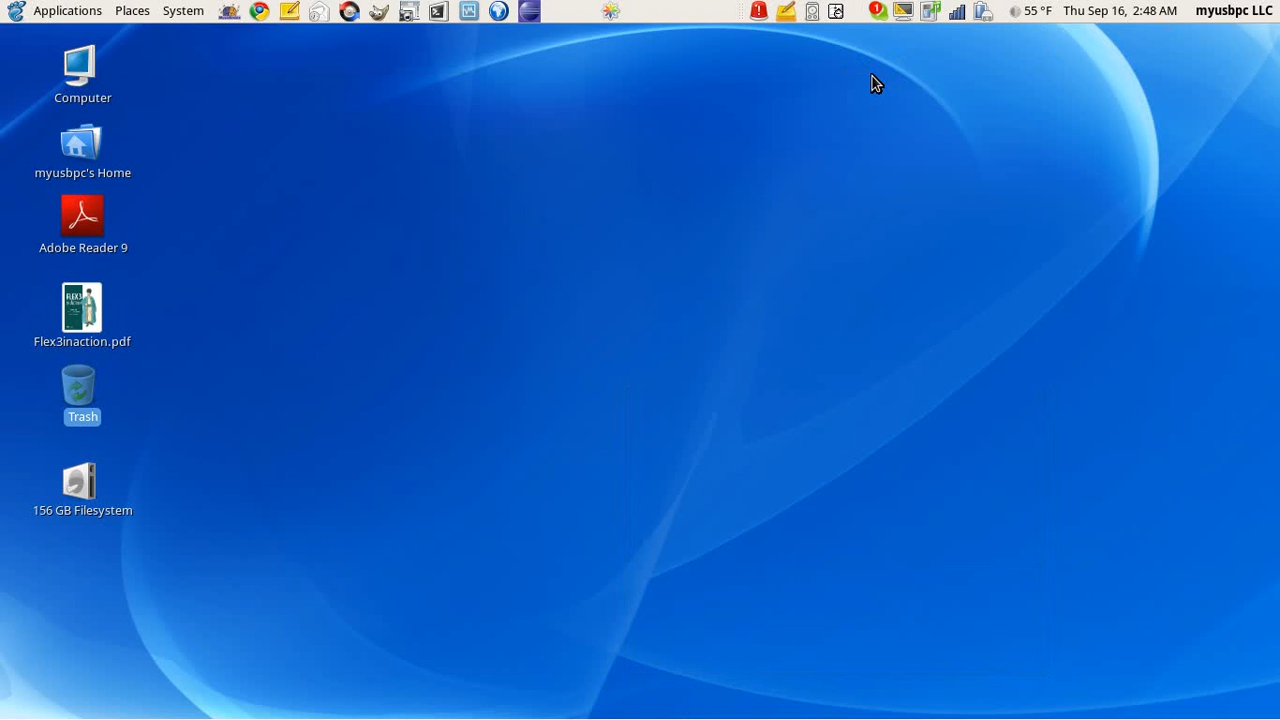 Applications Places System 55 °F Thu Sep 16, 2:48 AM myusbpc LLC
Computer
myusbpc's Home
Adobe Reader 9
Flex3inaction.pdf
Trash
156 GB Filesystem